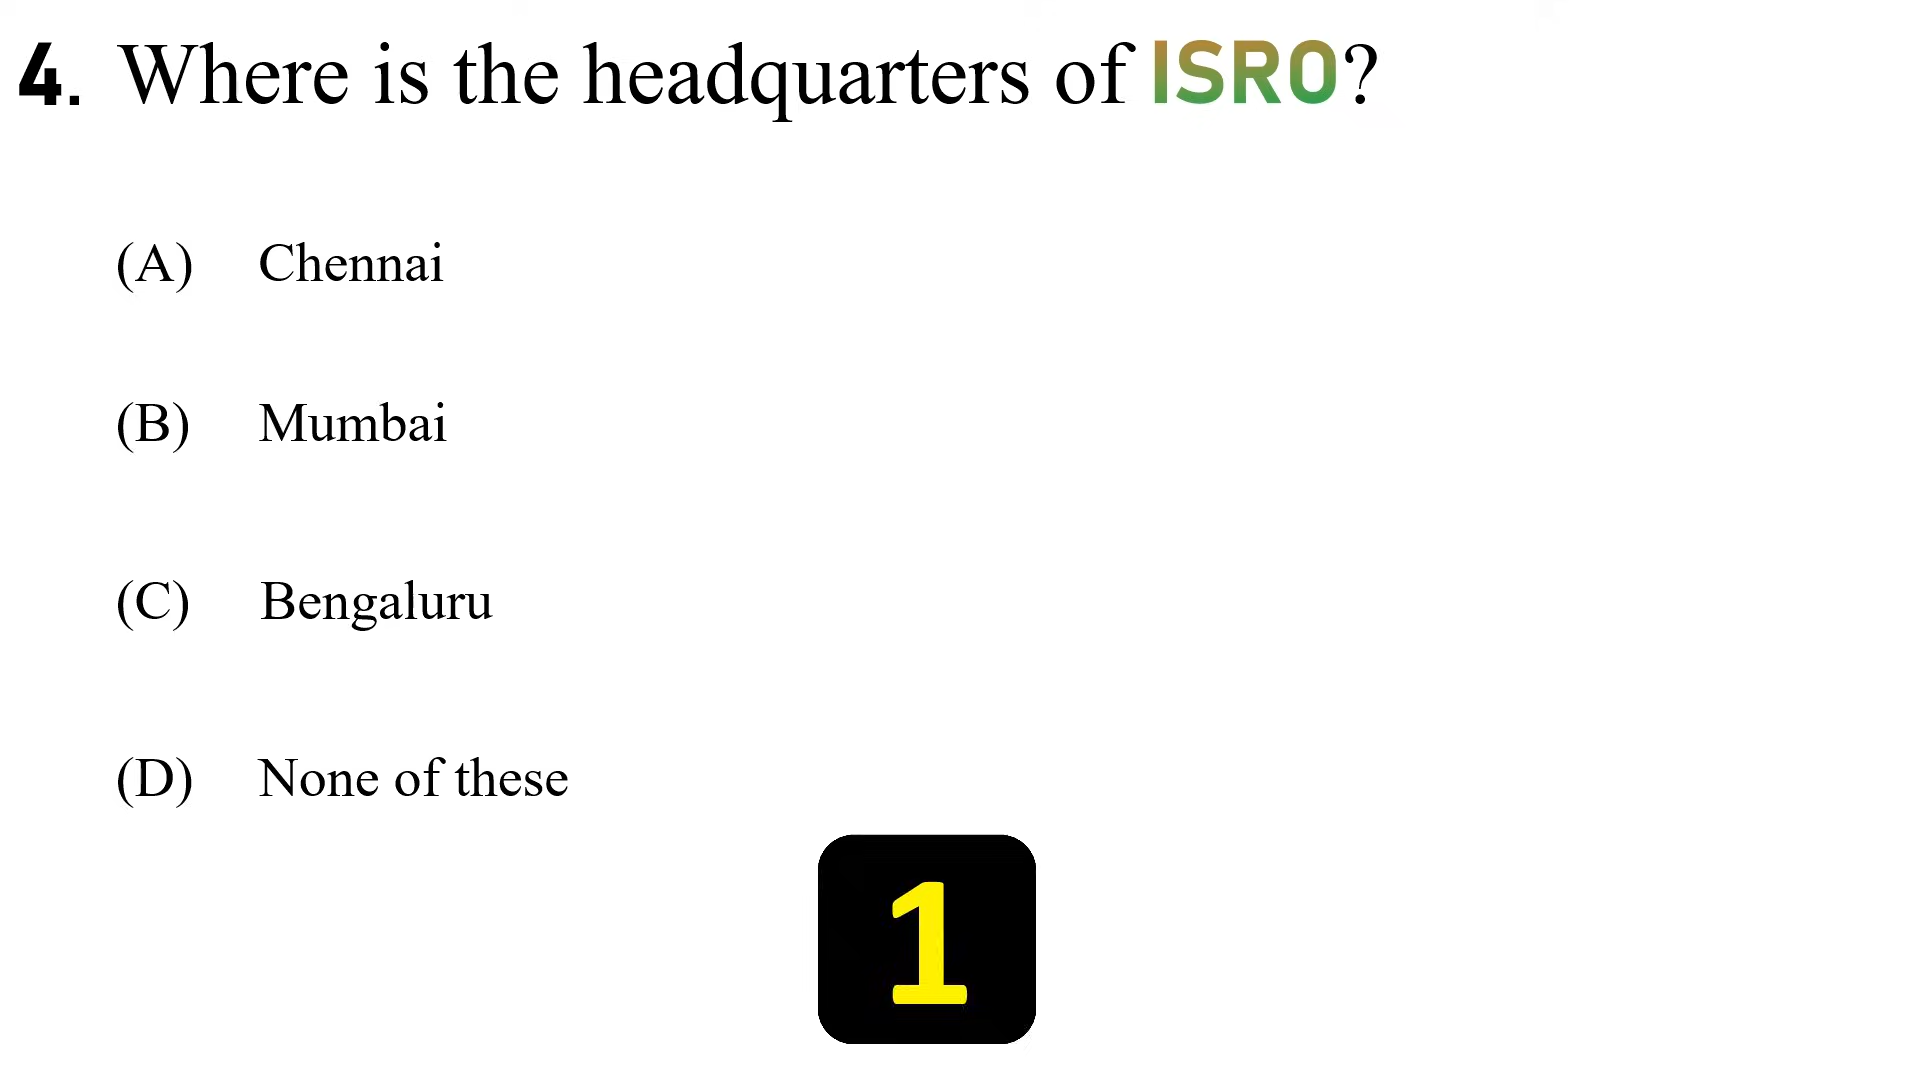 4. Where is the headquarters of ISRO?
(A) Chennai
(B) Mumbai
(C) Bengaluru
(D) None of these
1